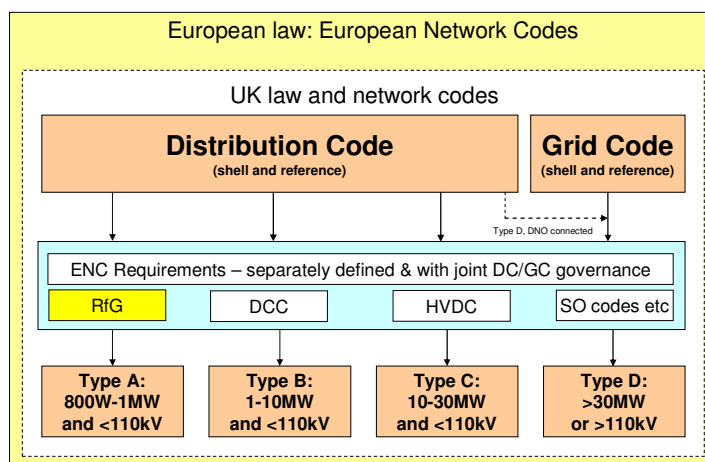 European law: European Network Codes
UK law and network codes
Distribution Code
(shell and reference)
Grid Code
(shell and reference)
Type D, DNO connected
ENC Requirements – separately defined & with joint DC/GC governance
RfG
DCC
HVDC
SO codes etc
Type A:
800W-1MW
and <110kV
Type B:
1-10MW
and <110kV
Type C:
10-30MW
and <110kV
Type D:
>30MW
or >110kV